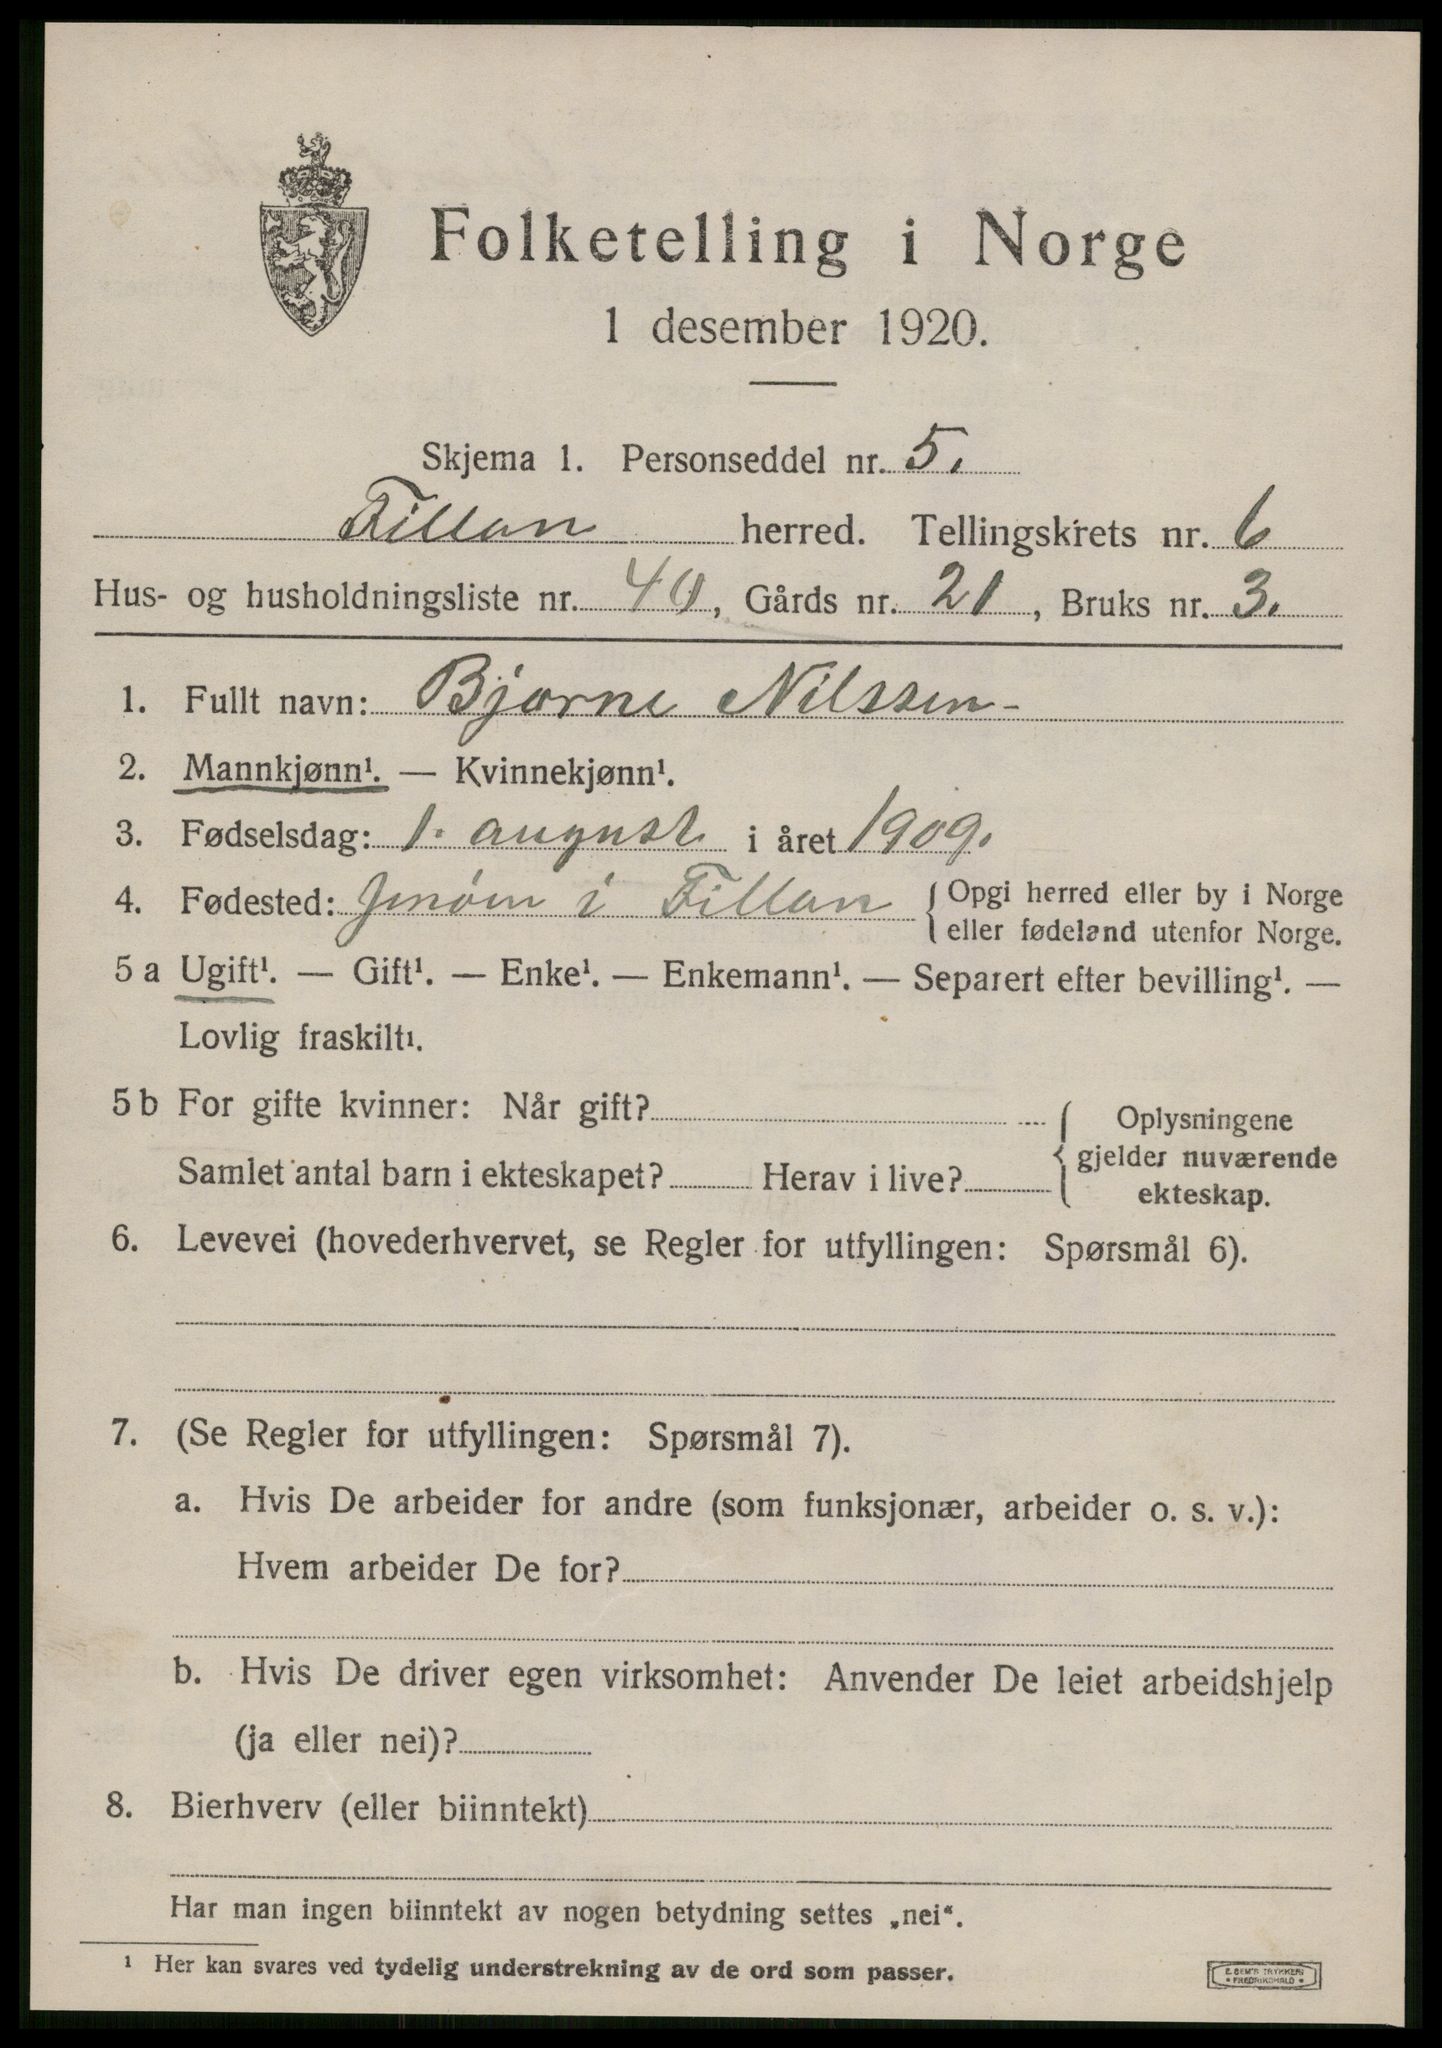 Folketelling i Norge
1 desember 1920.
Skjema 1. Personseddel nr. 5.
Fillan herred. Tellingskrets nr. 6
Hus- og husholdningsliste nr. 40, Gårds nr. 21, Bruks nr. 3.
1. Fullt navn: Bjarne Nilssen-
2. Mannkjønn¹. — Kvinnekjønn¹.
3. Fødselsdag: 1. august i året 1909.
4. Fødested: i Fillan { Opgi herred eller by i Norge
eller fødeland utenfor Norge.
5 a Ugift¹. — Gift¹. — Enke¹. — Enkemann¹. — Separert efter bevilling¹. —
Lovlig fraskilt¹.
5 b For gifte kvinner: Når gift? { Oplysningene
gjelder nuværende
Samlet antal barn i ekteskapet? Herav i live?
ekteskap.
6. Levevei (hovederhvervet, se Regler for utfyllingen: Spørsmål 6).
7. (Se Regler for utfyllingen: Spørsmål 7).
a. Hvis De arbeider for andre (som funksjonær, arbeider o. s. v.):
Hvem arbeider De for?
b. Hvis De driver egen virksomhet: Anvender De leiet arbeidshjelp
(ja eller nei)?
8. Bierhverv (eller biinntekt)
Har man ingen biinntekt av nogen betydning settes „nei“.
¹ Her kan svares ved tydelig understrekning av de ord som passer.
E. SEM'S TRYKKERI
FREDRIKSHALD